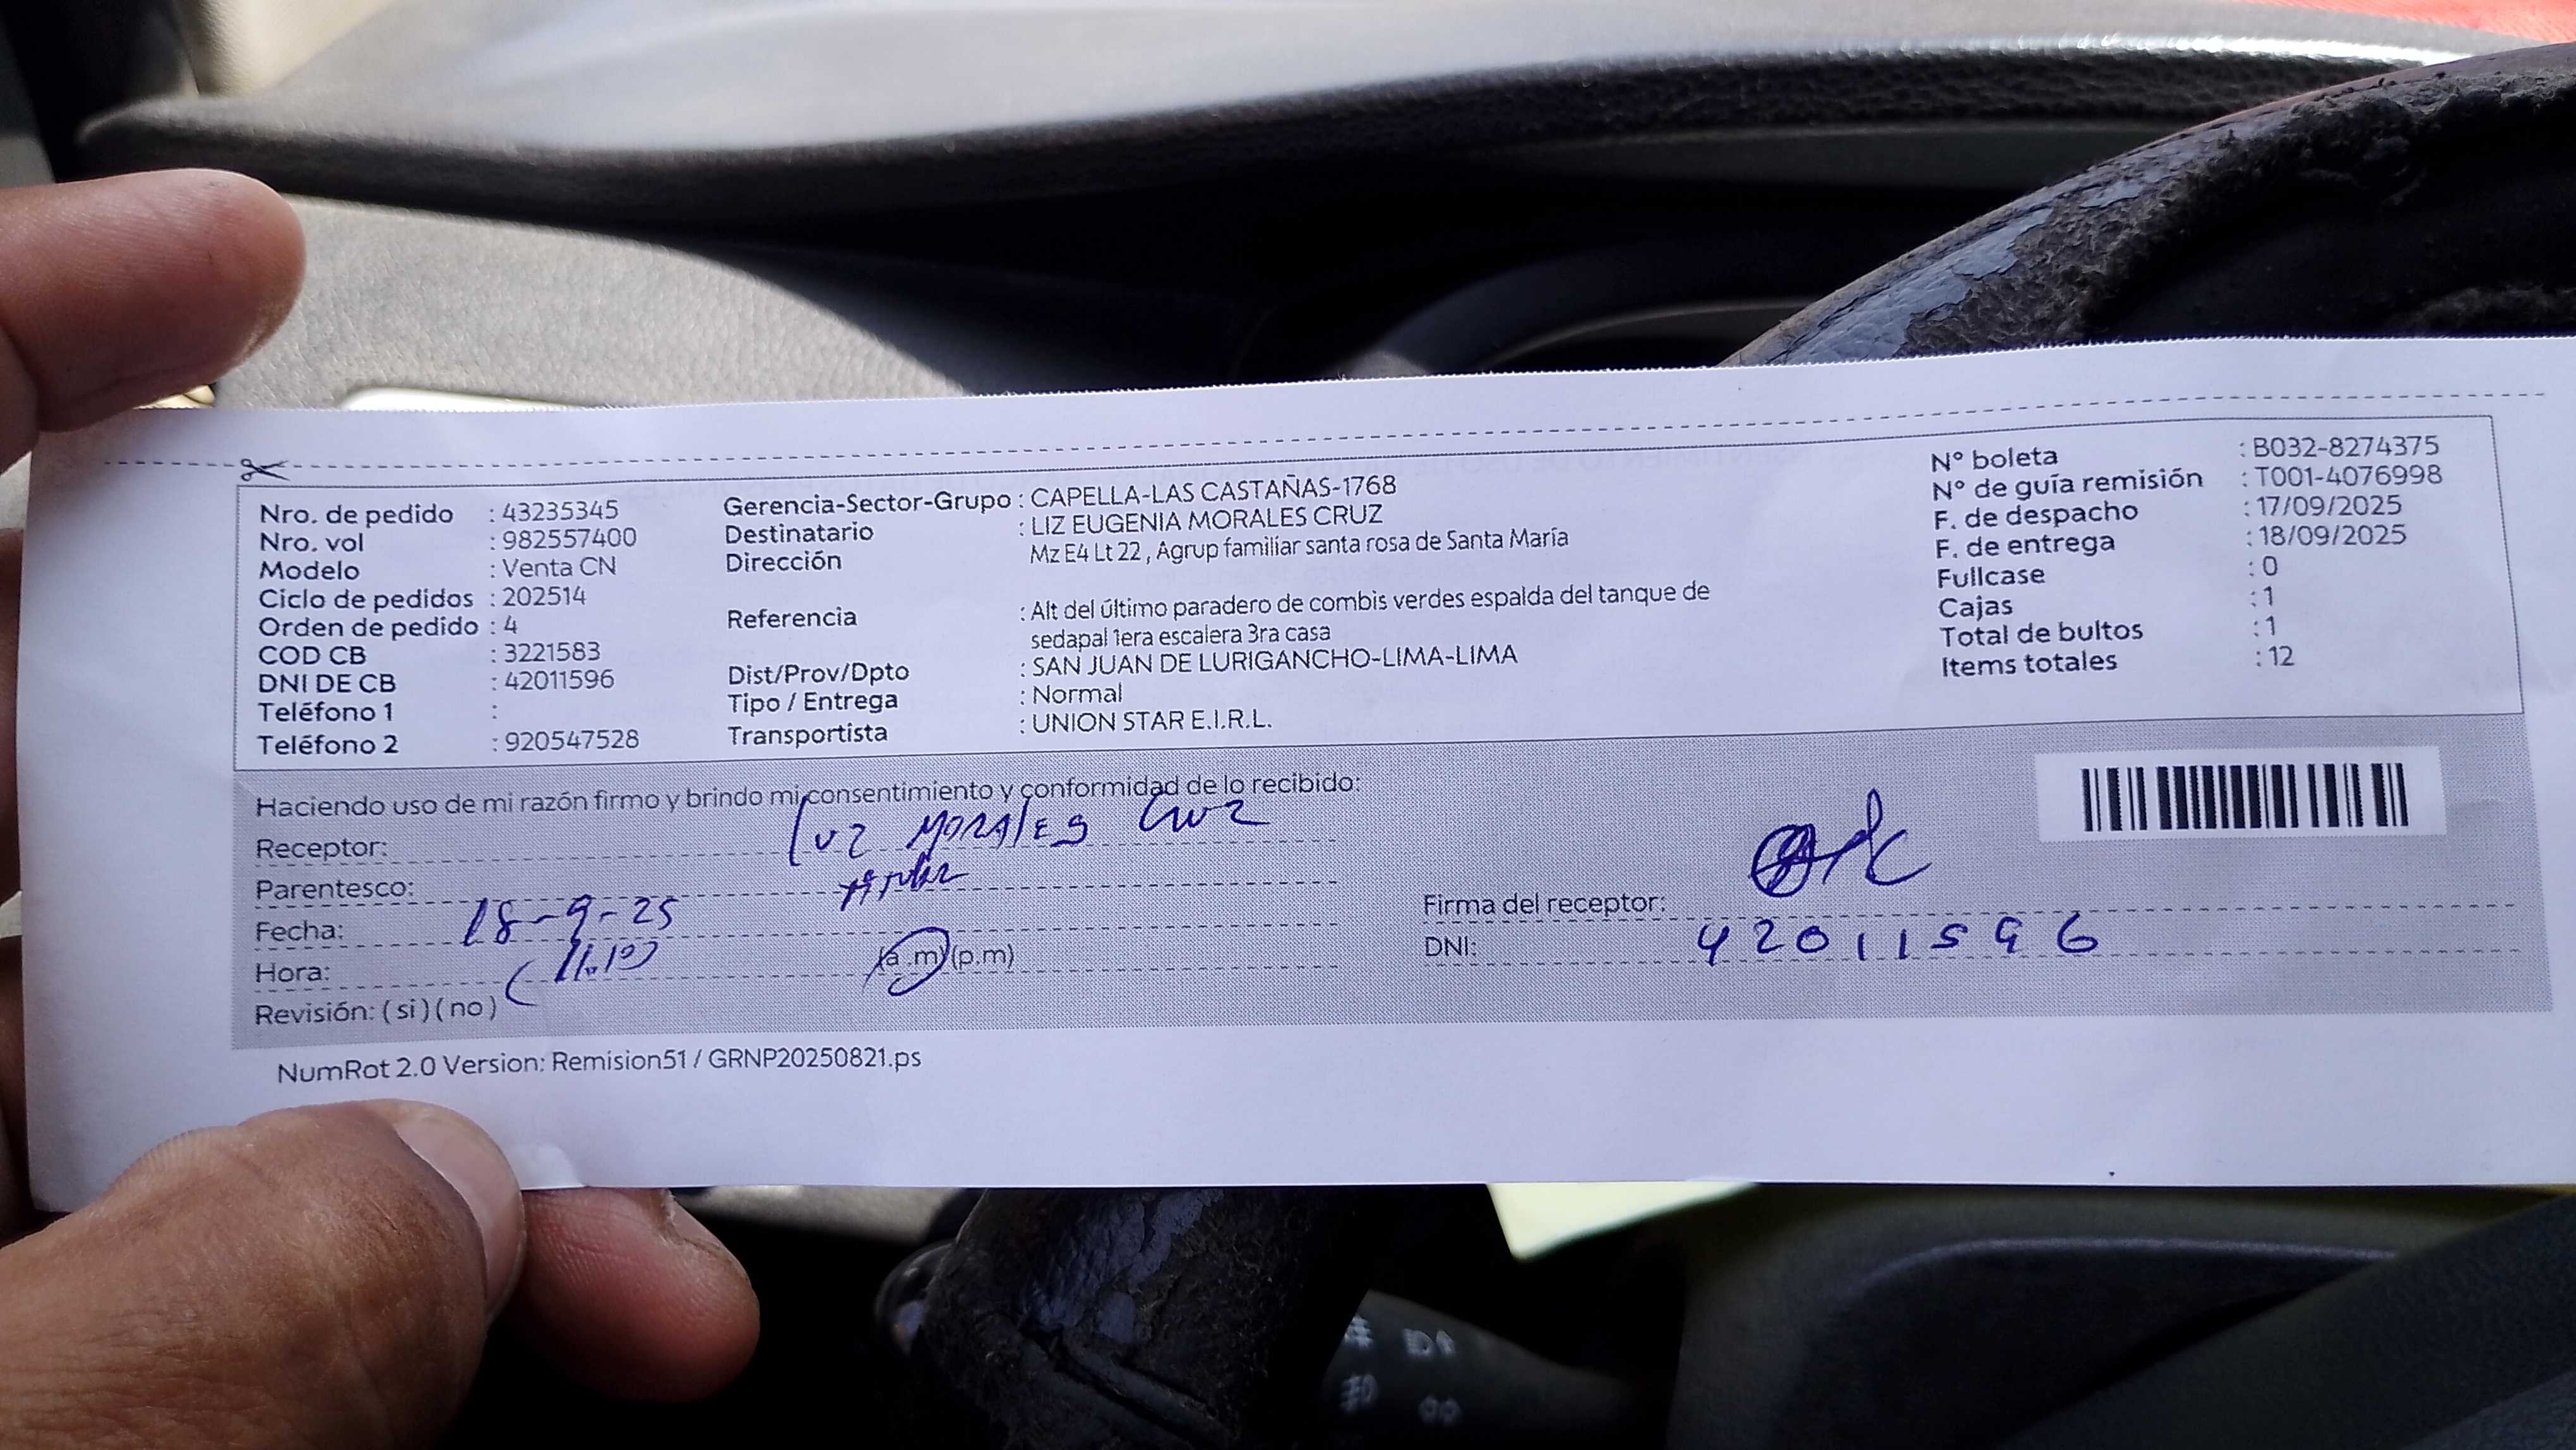 Nro. de pedido : 43235345
Nro. vol : 982557400
Modelo : Venta CN
Ciclo de pedidos : 202514
Orden de pedido : 4
COD CB : 3221583
DNI DE CB : 42011596
Teléfono 1 :
Teléfono 2 : 920547528
Gerencia-Sector-Grupo : CAPELLA-LAS CASTAÑAS-1768
Destinatario : LIZ EUGENIA MORALES CRUZ
Dirección Mz E4 Lt 22 , Agrup familiar santa rosa de Santa María
Referencia : Alt del último paradero de combis verdes espalda del tanque de
sedapal 1era escalera 3ra casa
Dist/Prov/Dpto : SAN JUAN DE LURIGANCHO-LIMA-LIMA
Tipo / Entrega : Normal
Transportista : UNION STAR E.I.R.L.
N° boleta : B032-8274375
N° de guía remisión : T001-4076998
F. de despacho : 17/09/2025
F. de entrega : 18/09/2025
Fullcase : 0
Cajas : 1
Total de bultos : 1
Items totales : 12
Haciendo uso de mi razón firmo y brindo mi consentimiento y conformidad de lo recibido:
Receptor: Luz MORALES Cruz
Parentesco: titular
Fecha: 18-9-25
Hora: 11:10 (a .m) (p.m)
Revisión: ( si ) ( no )
Firma del receptor:
DNI: 42011596
NumRot 2.0 Version: Remision51 / GRNP20250821.ps